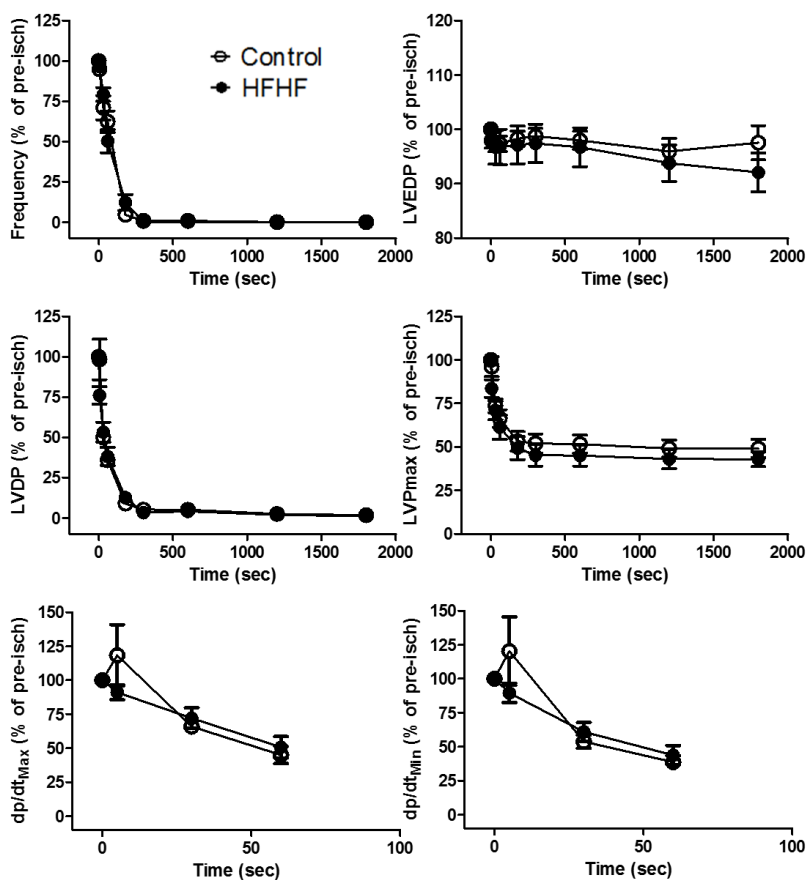 Frequency (% of pre-isch)
125
100
75
50
25
0
0 500 1000 1500 2000
Time (sec)
Control
HFHF
LVEDP (% of pre-isch)
120
110
100
90
80
0 500 1000 1500 2000
Time (sec)
LVDP (% of pre-isch)
125
100
75
50
25
0
0 500 1000 1500 2000
Time (sec)
LVPmax (% of pre-isch)
125
100
75
50
25
0
0 500 1000 1500 2000
Time (sec)
dp/dtMax (% of pre-isch)
150
125
100
75
50
25
0
0 50 100
Time (sec)
dp/dtMin (% of pre-isch)
150
125
100
75
50
25
0
0 50 100
Time (sec)